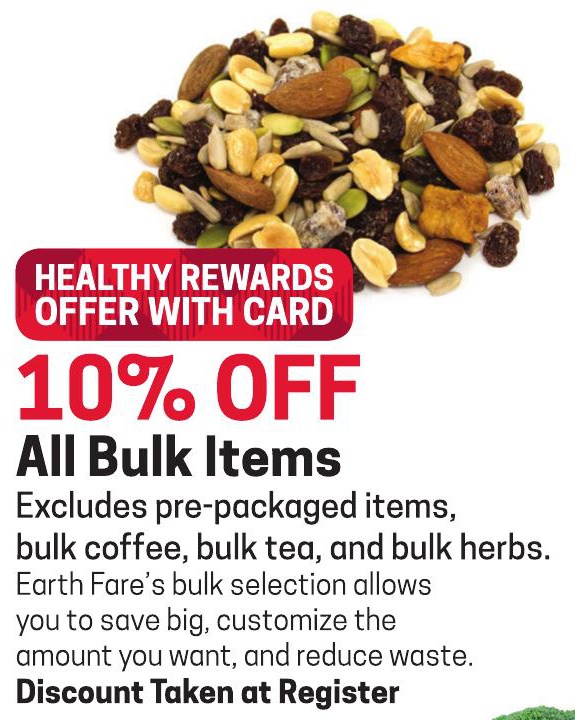 HEALTHY REWARDS
OFFER WITH CARD
10% OFF
All Bulk Items
Excludes pre-packaged items,
bulk coffee, bulk tea, and bulk herbs.
Earth Fare's bulk selection allows
you to save big, customize the
amount you want, and reduce waste.
Discount Taken at Register